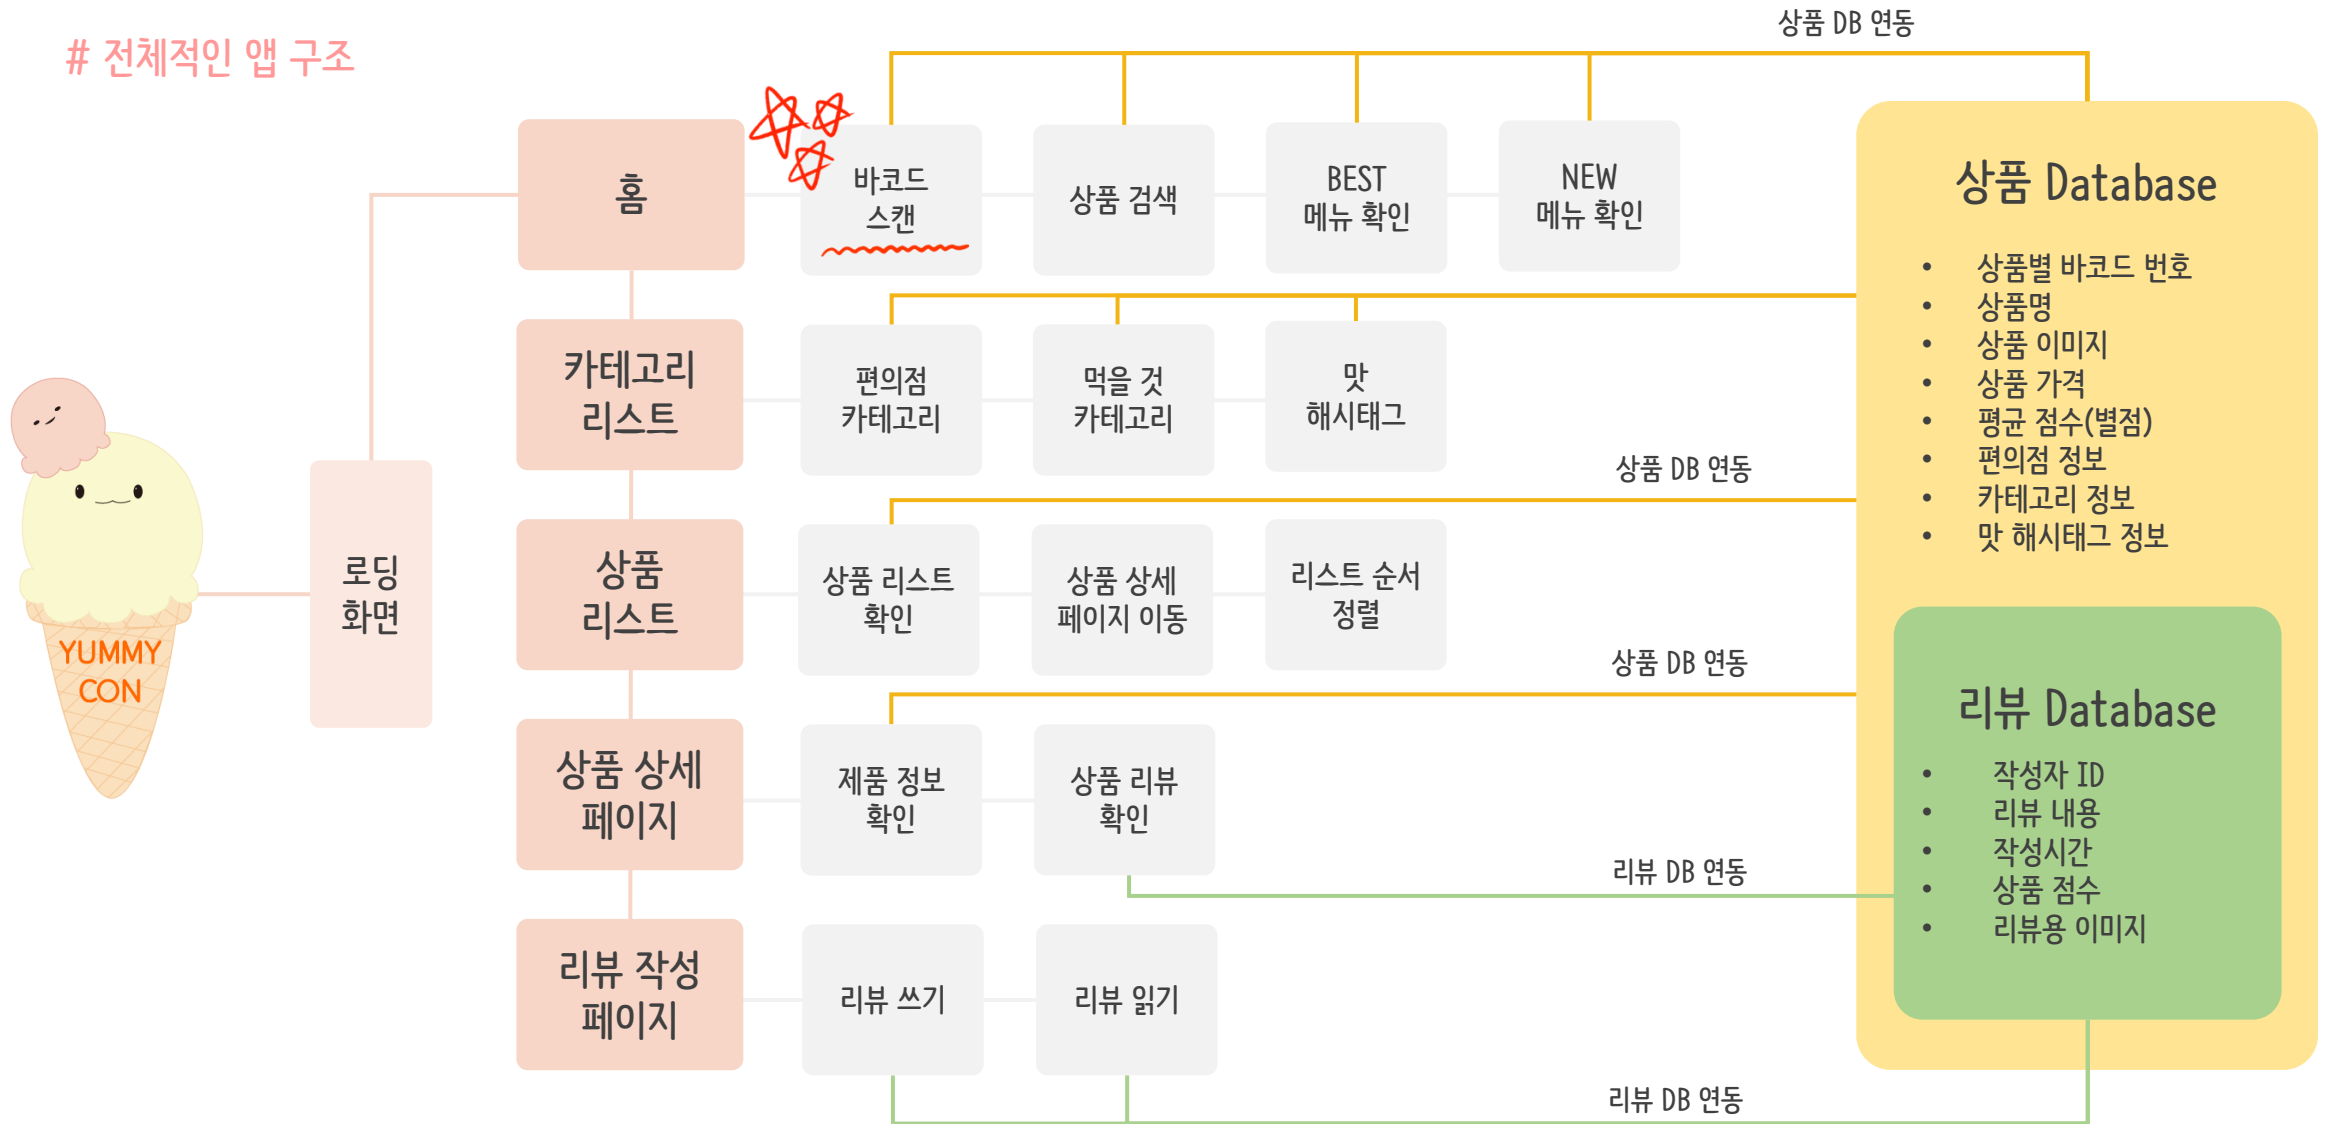 # 전체적인 앱 구조
상품 DB 연동
홈
바코드
스캔
상품 검색
BEST
메뉴 확인
NEW
메뉴 확인
카테고리
리스트
편의점
카테고리
먹을 것
카테고리
맛
해시태그
상품 DB 연동
상품
리스트
상품 리스트
확인
상품 상세
페이지 이동
리스트 순서
정렬
상품 DB 연동
상품 상세
페이지
제품 정보
확인
상품 리뷰
확인
리뷰 DB 연동
리뷰 작성
페이지
리뷰 쓰기
리뷰 읽기
리뷰 DB 연동
로딩
화면
YUMMY
CON
상품 Database
• 상품별 바코드 번호
• 상품명
• 상품 이미지
• 상품 가격
• 평균 점수(별점)
• 편의점 정보
• 카테고리 정보
• 맛 해시태그 정보
리뷰 Database
• 작성자 ID
• 리뷰 내용
• 작성시간
• 상품 점수
• 리뷰용 이미지